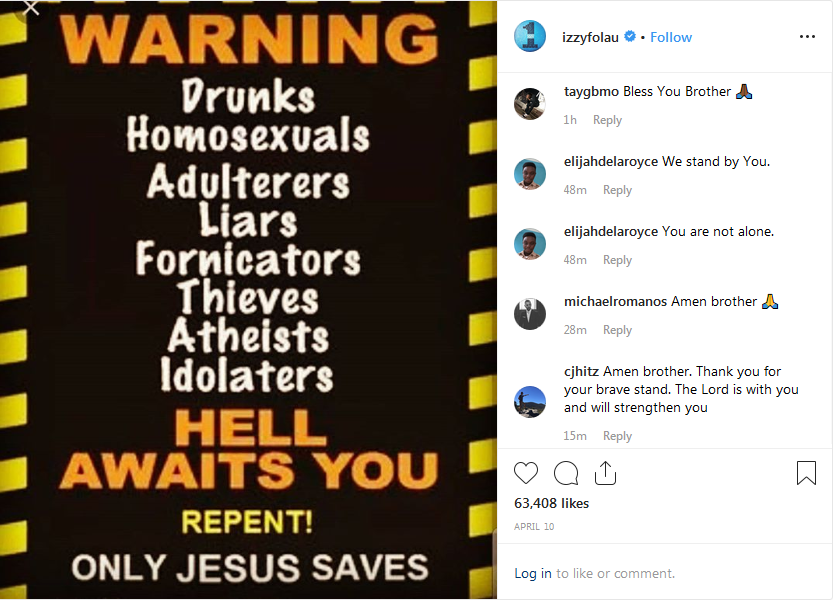 WARNING
Drunks
Homosexuals
Adulterers
Liars
Fornicators
Thieves
Atheists
Idolaters
HELL
AWAITS YOU
REPENT!
ONLY JESUS SAVES
1
izzyfolau • Follow
taygbmo Bless You Brother 🙏🏿
1h Reply
elijahdelaroyce We stand by You.
48m Reply
elijahdelaroyce You are not alone.
48m Reply
michaelromanos Amen brother 🙏
28m Reply
cjhitz Amen brother. Thank you for
your brave stand. The Lord is with you
and will strengthen you
15m Reply
63,408 likes
APRIL 10
Log in to like or comment.